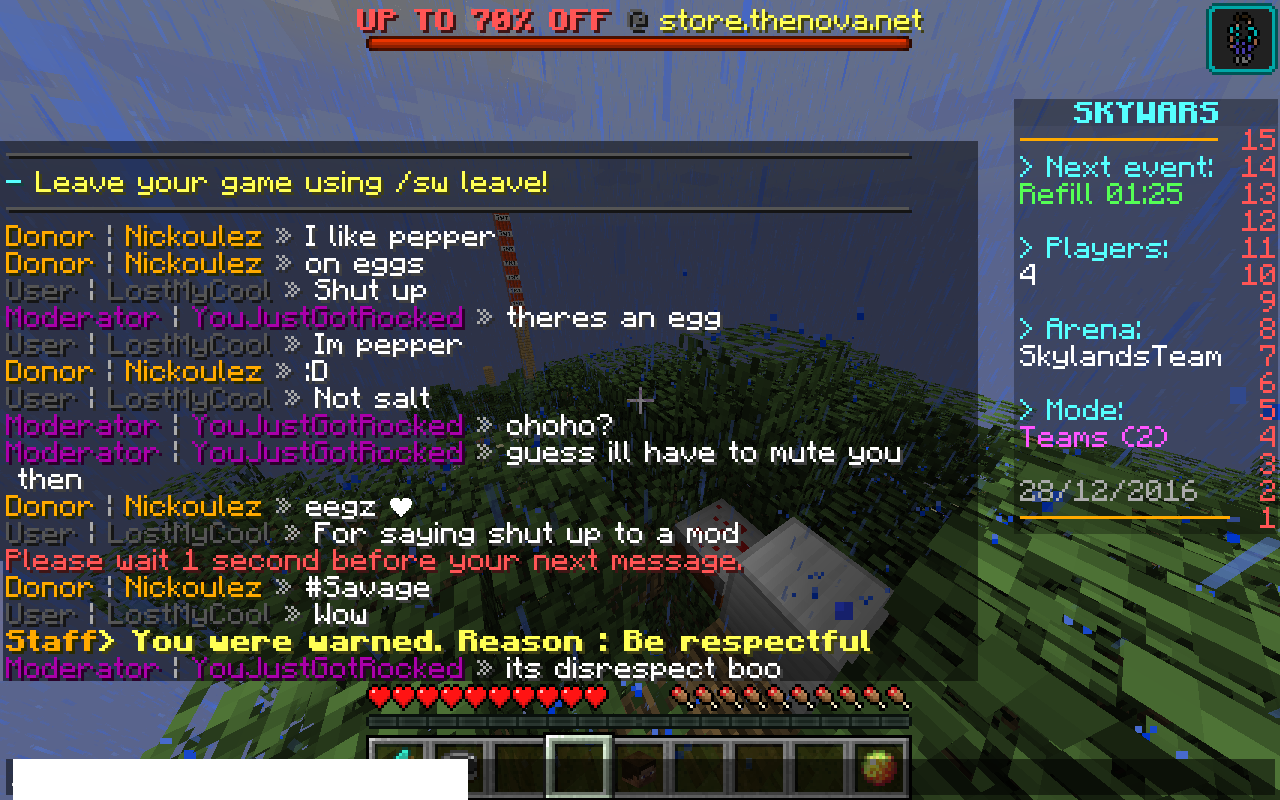 UP TO 70% OFF @ store.thenova.net
- Leave your game using /sw leave!
Donor | Nickoulez » I like pepper
Donor | Nickoulez » on eggs
User | LostMyCool » Shut up
Moderator | YouJustGotRocked » theres an egg
User | LostMyCool » Im pepper
Donor | Nickoulez » :D
User | LostMyCool » Not salt
Moderator | YouJustGotRocked » ohoho?
Moderator | YouJustGotRocked » guess ill have to mute you
then
Donor | Nickoulez » eegz ♥
User | LostMyCool » For saying shut up to a mod
Please wait 1 second before your next message.
Donor | Nickoulez » #Savage
User | LostMyCool » Wow
Staff> You were warned. Reason : Be respectful
Moderator | YouJustGotRocked » its disrespect boo
SKYWARS
15
> Next event: 14
Refill 01:25 13
12
> Players: 11
4 10
9
> Arena: 8
SkylandsTeam 7
6
> Mode: 5
Teams (2) 4
3
28/12/2016 2
1